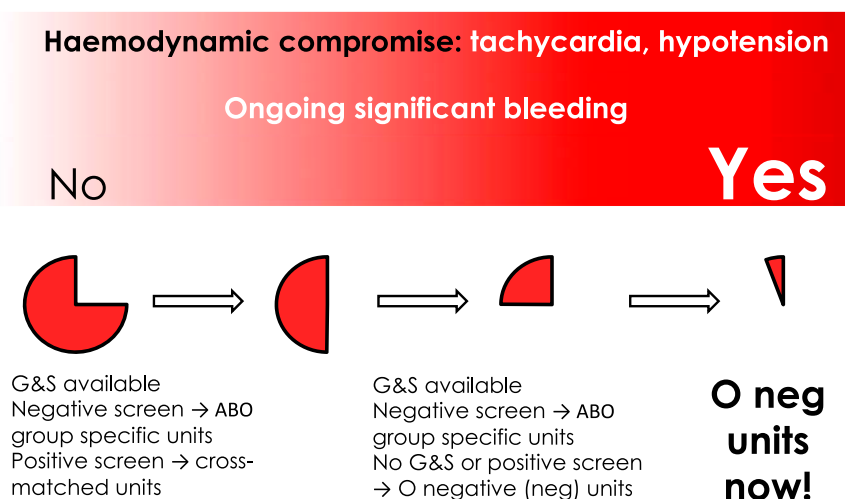 Haemodynamic compromise: tachycardia, hypotension
Ongoing significant bleeding
No
Yes
G&S available
Negative screen → ABO
group specific units
Positive screen → cross-
matched units
G&S available
Negative screen → ABO
group specific units
No G&S or positive screen
→ O negative (neg) units
O neg
units
now!